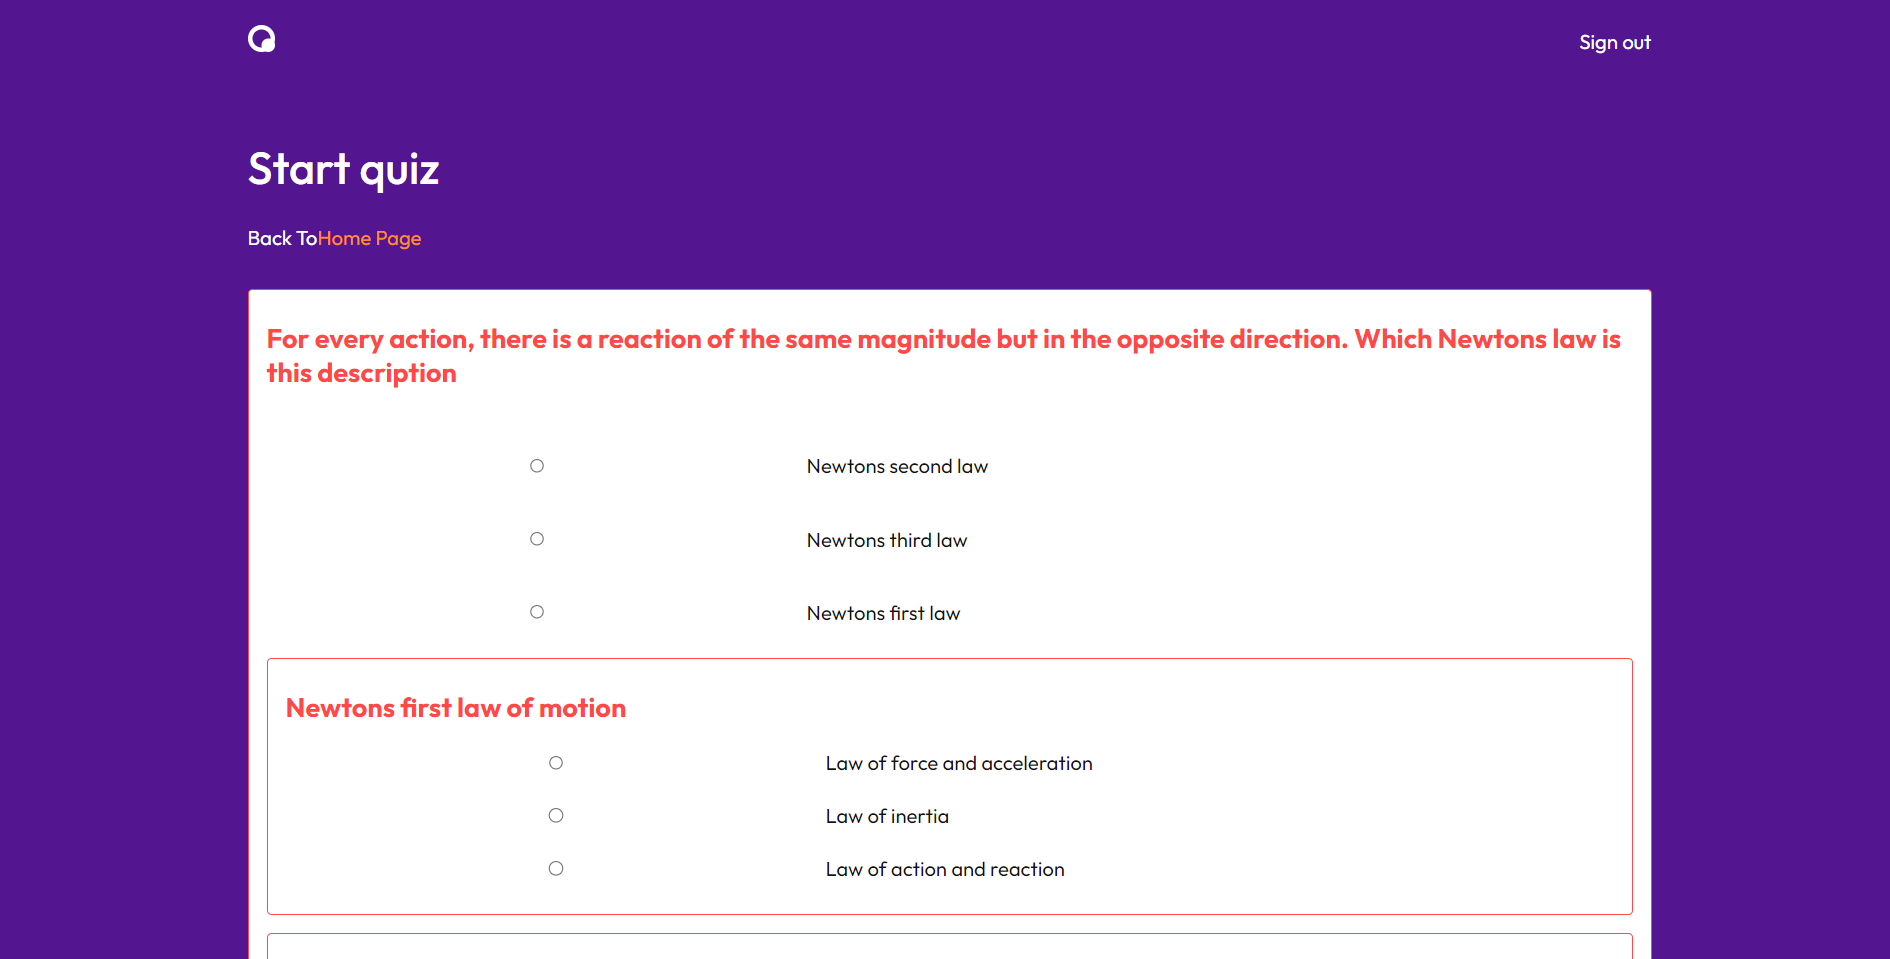 Sign out
Start quiz
Back ToHome Page
For every action, there is a reaction of the same magnitude but in the opposite direction. Which Newtons law is
this description
Newtons second law
Newtons third law
Newtons first law
Newtons first law of motion
Law of force and acceleration
Law of inertia
Law of action and reaction